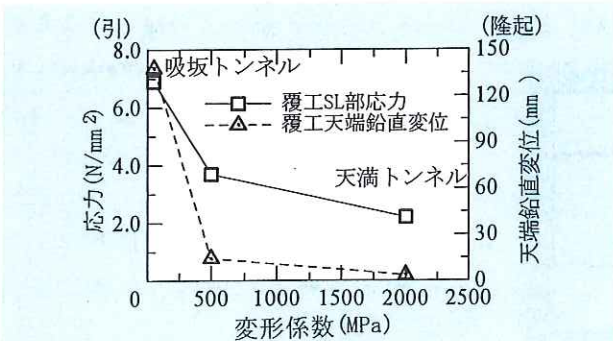 (引)
(隆起)
8.0
6.0
4.0
2.0
応力(N/mm2)
150
120
90
60
30
0
天端鉛直変位(mm)
吸坂トンネル
覆工SL部応力
覆工天端鉛直変位
天満トンネル
0 500 1000 1500 2000 2500
変形係数(MPa)